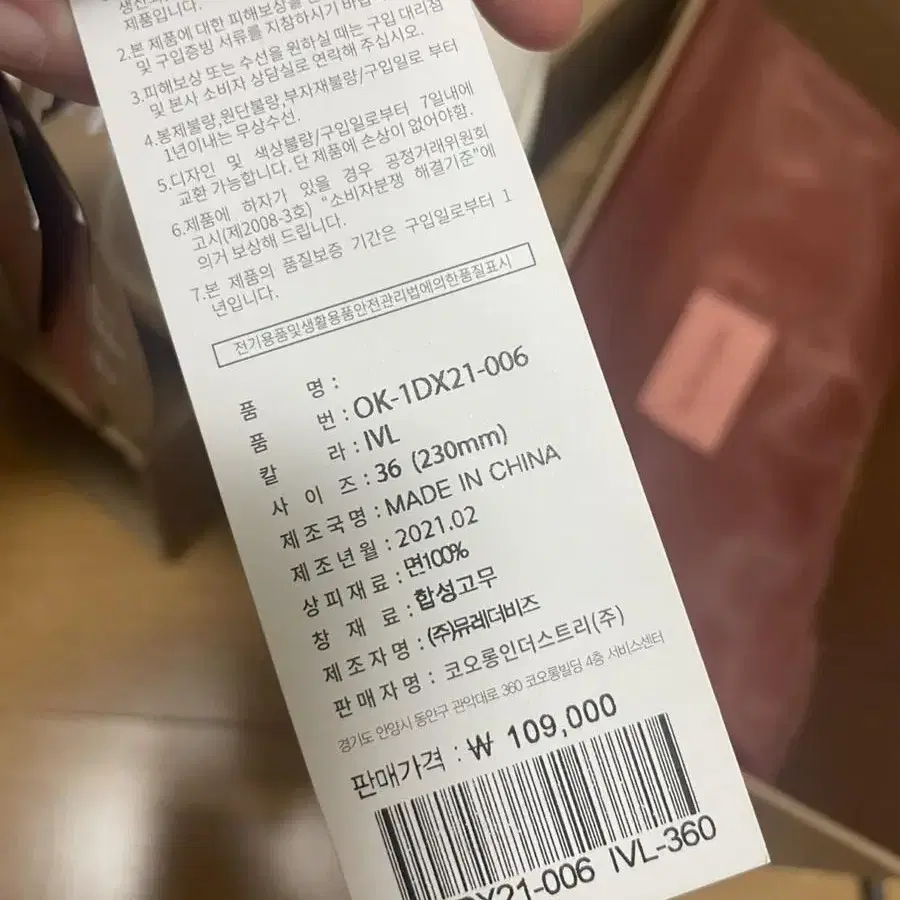 제품입니다.
2.본 제품에 대한 피해보상을
및 구입증빙 서류를 지참하시기
3.피해보상 또는 수선을 원하실 때는 구입 대리점
및 본사 소비자 상담실로 연락해 주십시오.
4.봉제불량,원단불량,부자재불량/구입일로 부터
1년이내는 무상수선.
5.디자인 및 색상불량/구입일로부터 7일내에
교환 가능합니다. 단 제품에 손상이 없어야함.
6.제품에 하자가 있을 경우 공정거래위원회
고시(제2008-3호) "소비자분쟁 해결기준"에
의거 보상해 드립니다.
7.본 제품의 품질보증 기간은 구입일로부터 1
년입니다.
전기용품및생활용품안전관리법에의한품질표시
품 명 :
품 번 : OK-1DX21-006
칼 라 : IVL
사 이 즈 : 36 (230mm)
제조국명 : MADE IN CHINA
제조년월 : 2021.02
상피재료 : 면100%
창 재 료 : 합성고무
제조자명 : (주)뮤레더비즈
판매자명 : 코오롱인더스트리(주)
경기도 안양시 동안구 관악대로 360 코오롱빌딩 4층 서비스센터
판매가격 : ₩ 109,000
DX21-006 IVL-360